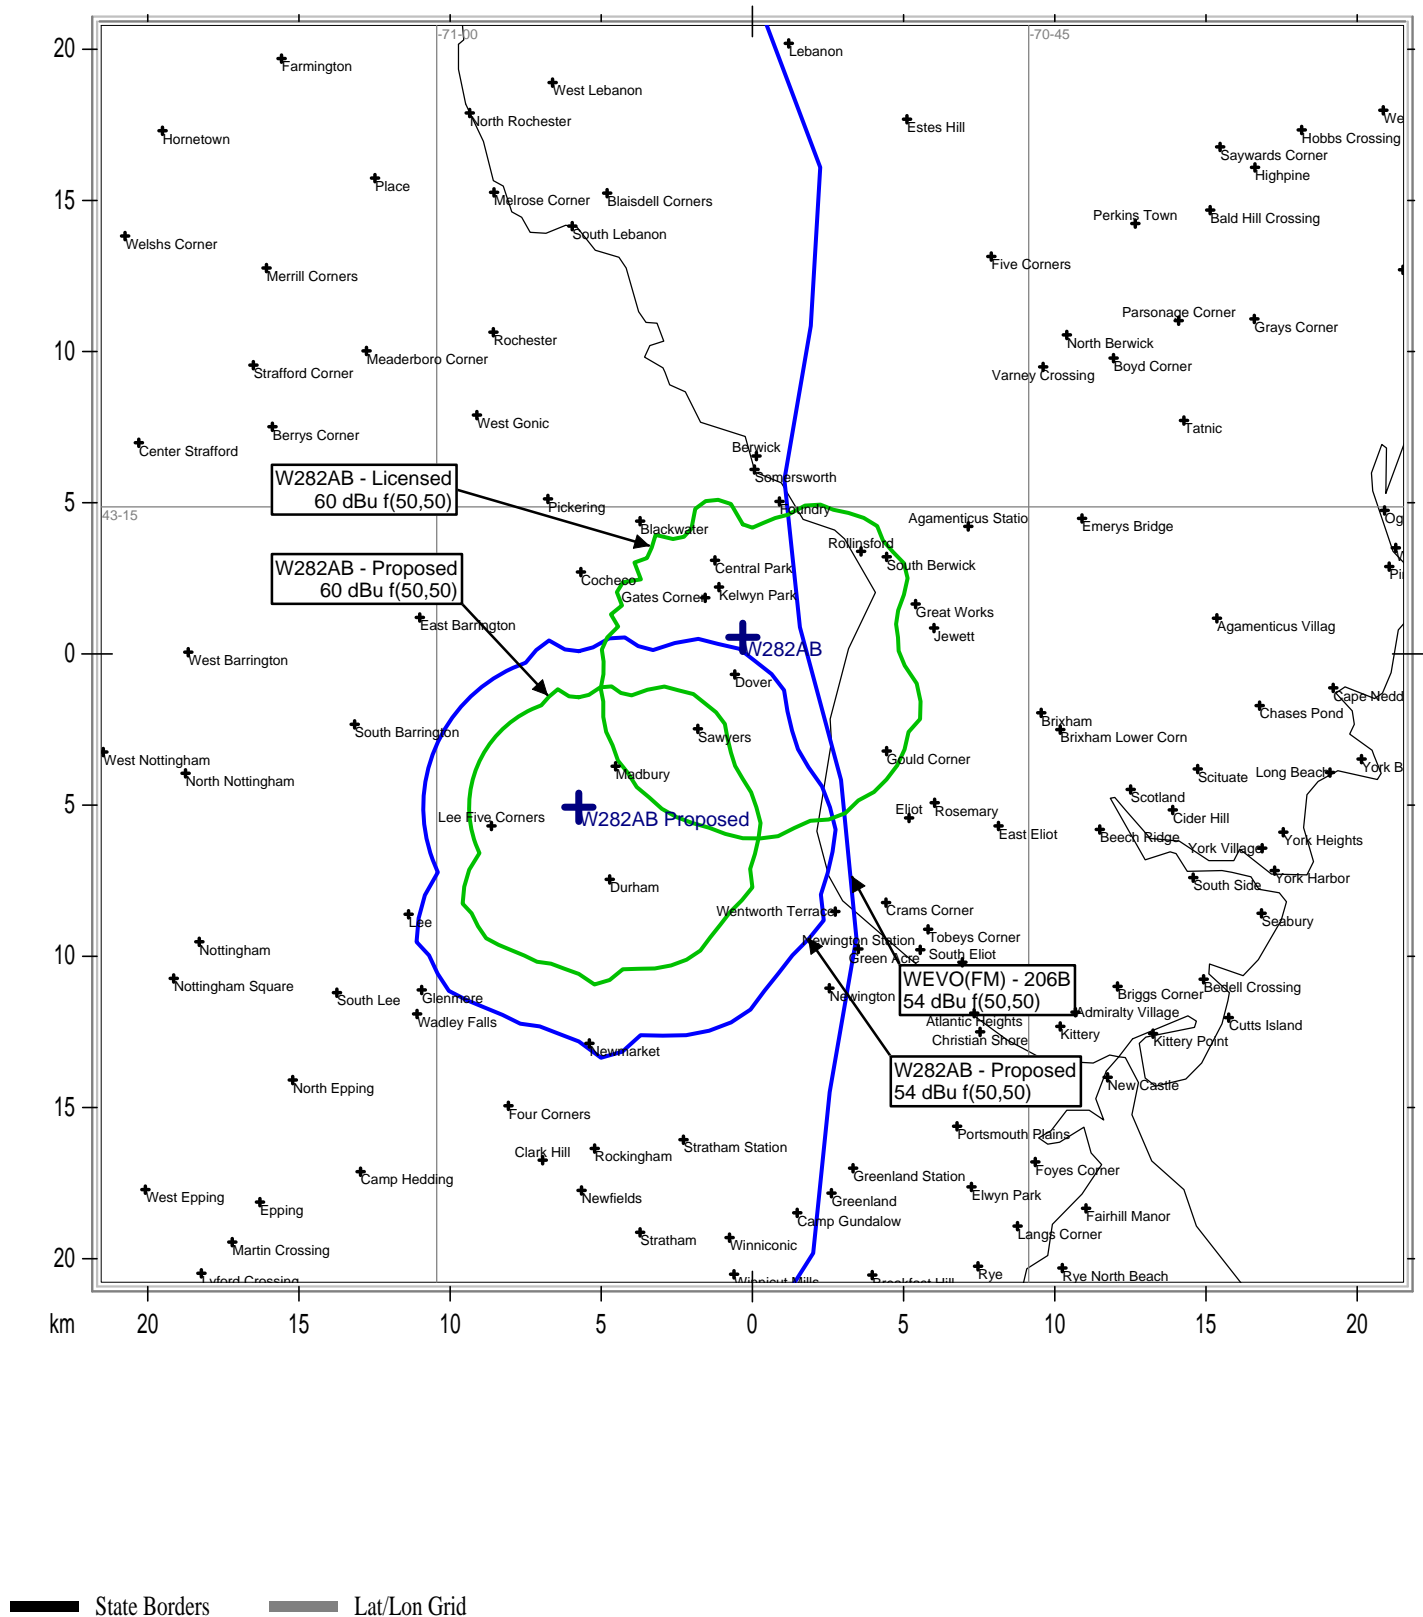 -71-00
-70-45
20
Lebanon
Farmington
West Lebanon
North Rochester
Estes Hill
We
Hobbs Crossing
Hornetown
Saywards Corner
Highpine
Place
15
Melrose Corner
Blaisdell Corners
Perkins Town
Bald Hill Crossing
South Lebanon
Welshs Corner
Five Corners
Merrill Corners
Parsonage Corner
Grays Corner
Rochester
North Berwick
10
Meaderboro Corner
Boyd Corner
Strafford Corner
Varney Crossing
West Gonic
Tatnic
Berrys Corner
Berwick
Center Strafford
Somersworth
W282AB - Licensed
60 dBu f(50,50)
5
Pickering
Foundry
43-15
Agamenticus Statio
Og
Blackwater
Emerys Bridge
Rollinsford
W282AB - Proposed
60 dBu f(50,50)
Central Park
South Berwick
Pi
Cocheco
Gates Corner
Kelwyn Park
Great Works
East Barrington
Agamenticus Villag
Jewett
W282AB
0
West Barrington
Dover
Cape Nedd
Brixham
Chases Pond
South Barrington
Sawyers
Brixham Lower Corn
West Nottingham
Gould Corner
North Nottingham
Madbury
Scituate
Long Beach
York B
Scotland
5
Lee Five Corners
W282AB Proposed
Eliot
Rosemary
Cider Hill
East Eliot
Beech Ridge
York Village
York Heights
Durham
South Side
York Harbor
Wentworth Terrace
Crams Corner
Lee
Seabury
Newington Station
Tobeys Corner
Nottingham
Green Acre
South Eliot
10
WEVO(FM) - 206B
54 dBu f(50,50)
Nottingham Square
South Lee
Glenmere
Newington
Briggs Corner
Bedell Crossing
Wadley Falls
Atlantic Heights
Admiralty Village
Cutts Island
Christian Shore
Kittery
Kittery Point
Newmarket
W282AB - Proposed
54 dBu f(50,50)
North Epping
New Castle
15
Four Corners
Portsmouth Plains
Clark Hill
Rockingham
Stratham Station
Camp Hedding
Greenland Station
Foyes Corner
West Epping
Newfields
Greenland
Elwyn Park
Epping
Camp Gundalow
Fairhill Manor
Martin Crossing
Stratham
Winniconic
Langs Corner
20
Lyford Crossing
Winnicut Mills
Breakfast Hill
Rye
Rye North Beach
km 20 15 10 5 0 5 10 15 20
State Borders
Lat/Lon Grid